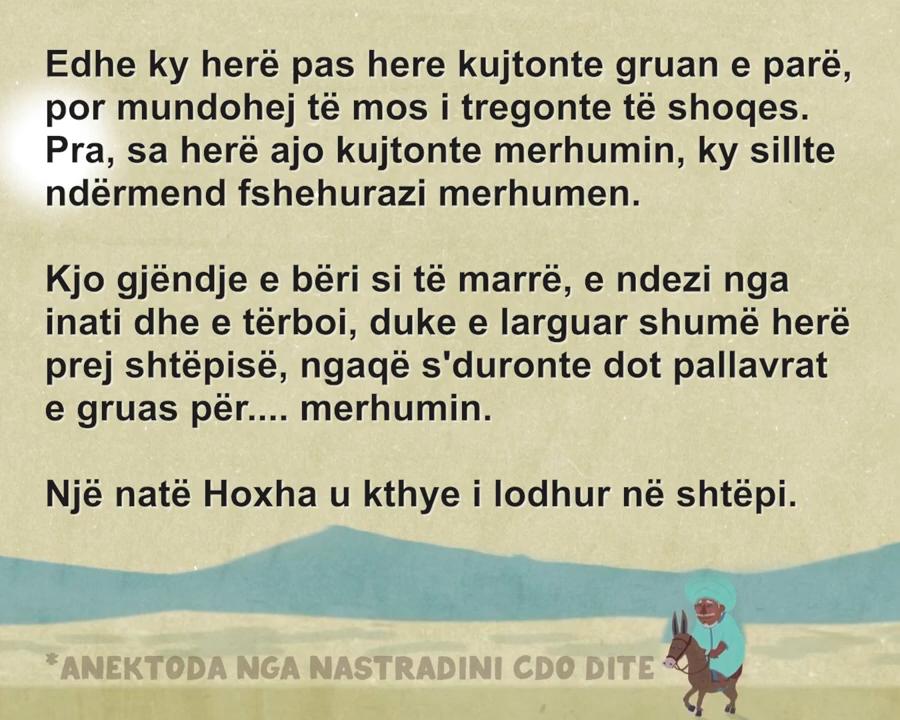 Edhe ky herë pas here kujtonte gruan e parë,
por mundohej të mos i tregonte të shoqes.
Pra, sa herë ajo kujtonte merhumin, ky sillte
ndërmend fshehurazi merhumen.
Kjo gjëndje e bëri si të marrë, e ndezi nga
inati dhe e tërboi, duke e larguar shumë herë
prej shtëpisë, ngaqë s'duronte dot pallavrat
e gruas për.... merhumin.
Një natë Hoxha u kthye i lodhur në shtëpi.
*ANEKTODA NGA NASTRADINI CDO DITE